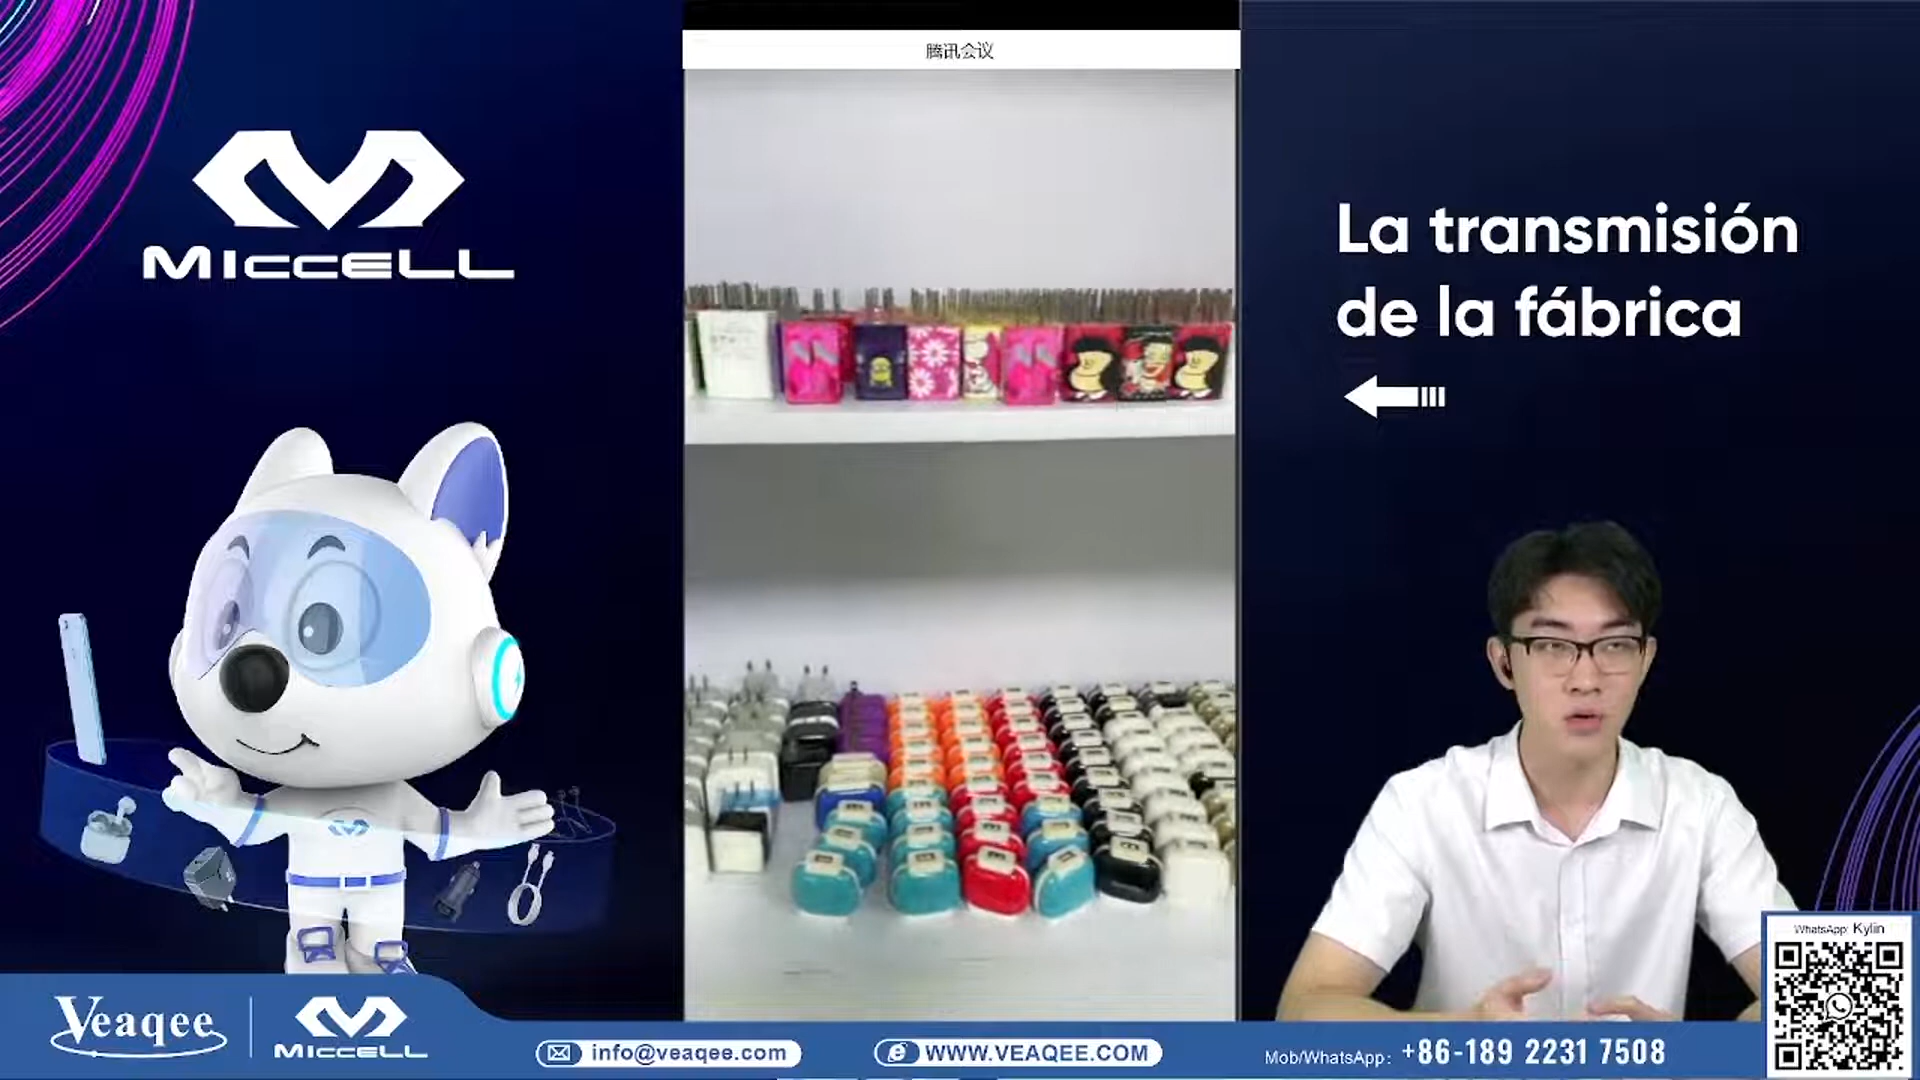 腾讯会议
MICCELL
La transmisión
de la fábrica
WhatsApp: Kylin
Veaqee
MICCELL
info@veaqee.com
WWW.VEAQEE.COM
Mob/WhatsApp: +86-189 2231 7508